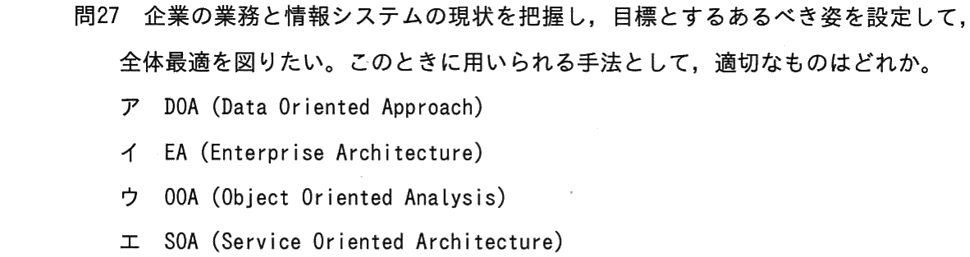 問27　企業の業務と情報システムの現状を把握し，目標とするあるべき姿を設定して，
全体最適を図りたい。このときに用いられる手法として，適切なものはどれか。
ア　DOA (Data Oriented Approach)
イ　EA (Enterprise Architecture)
ウ　OOA (Object Oriented Analysis)
エ　SOA (Service Oriented Architecture)